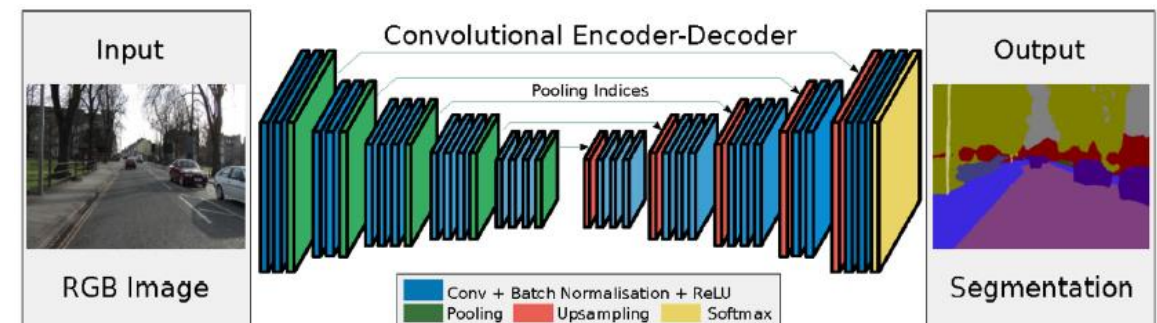 Input
RGB Image
Convolutional Encoder-Decoder
Pooling Indices
Conv + Batch Normalisation + ReLU
Pooling Upsampling Softmax
Output
Segmentation